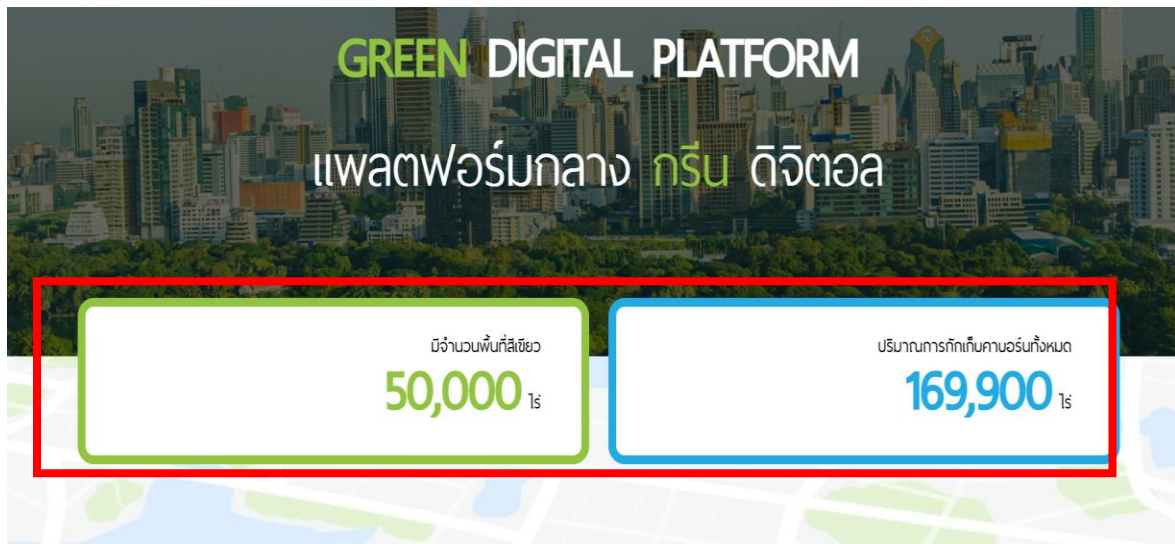 GREEN DIGITAL PLATFORM
แพลตฟอร์มกลาง กรีน ดิจิตอล
มีจำนวนพื้นที่สีเขียว
50,000 ไร่
ปริมาณการกักเก็บคาบอร์นทั้งหมด
169,900 ไร่